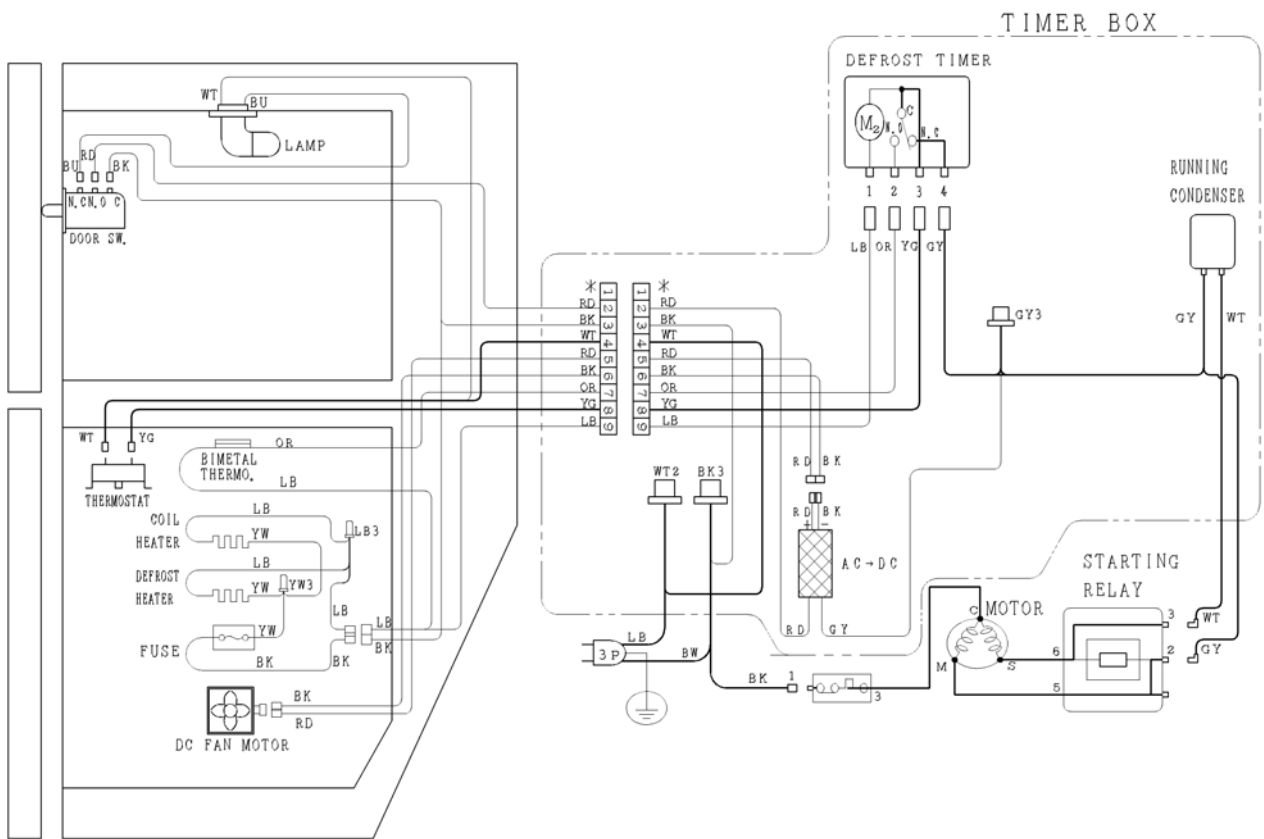 TIMER BOX
DEFROST TIMER
M2
N.O
C
N.C
1 2 3 4
LB OR YG GY
RUNNING
CONDENSER
GY
WT
GY3
WT
BU
LAMP
BU
RD
BK
N.C N.O C
DOOR SW.
* 1 1 *
RD 2 2 RD
BK 3 3 BK
WT 4 4 WT
RD 5 5 RD
BK 6 6 BK
OR 7 7 OR
YG 8 8 YG
LB 9 9 LB
WT YG
THERMOSTAT
OR
BIMETAL
THERMO.
LB
COIL
HEATER
LB
YW
LB3
DEFROST
HEATER
LB
YW
YW3
LB
LB
BK
FUSE
YW
BK
BK
BK
RD
DC FAN MOTOR
WT2 BK3
RD BK
RD BK
+ -
AC→DC
RD GY
3P
LB
BW
BK 1
3
C
MOTOR
M
S
STARTING
RELAY
6
5
3
2
WT
GY